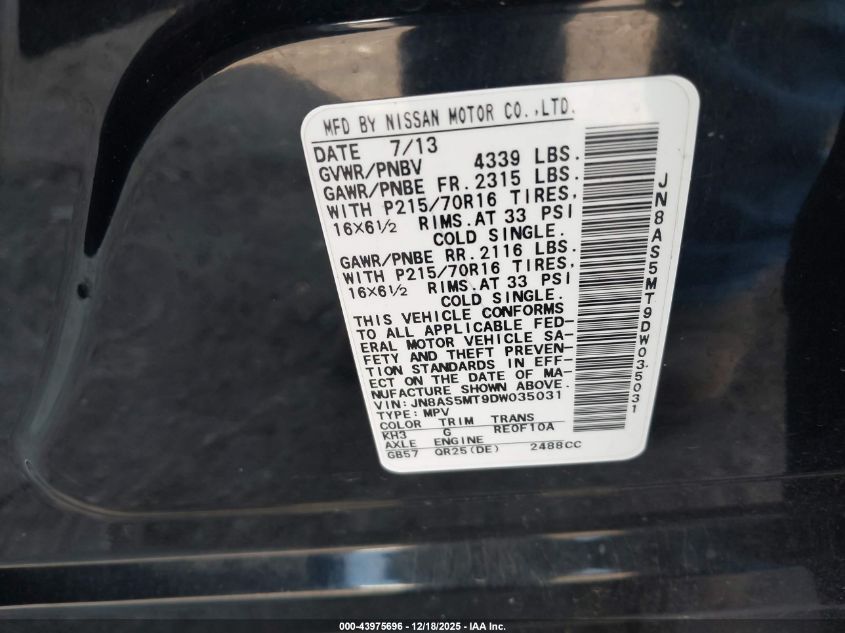 MFD BY NISSAN MOTOR CO.,LTD.
DATE 7/13
GVWR/PNBV 4339 LBS.
GAWR/PNBE FR.2315 LBS.
WITH P215/70R16 TIRES,
16X6½ RIMS.AT 33 PSI
COLD SINGLE.
GAWR/PNBE RR.2116 LBS.
WITH P215/70R16 TIRES,
16X6½ RIMS.AT 33 PSI
COLD SINGLE.
THIS VEHICLE CONFORMS
TO ALL APPLICABLE FED-
ERAL MOTOR VEHICLE SA-
FETY AND THEFT PREVEN-
TION STANDARDS IN EFF-
ECT ON THE DATE OF MA-
NUFACTURE SHOWN ABOVE.
VIN: JN8AS5MT9DW035031
TYPE: MPV
COLOR TRIM TRANS
KH3 G RE0F10A
AXLE ENGINE
GB57 QR25(DE) 2488CC
JN8AS5MT9DW035031
000-43975696 - 12/18/2025 - IAA Inc.